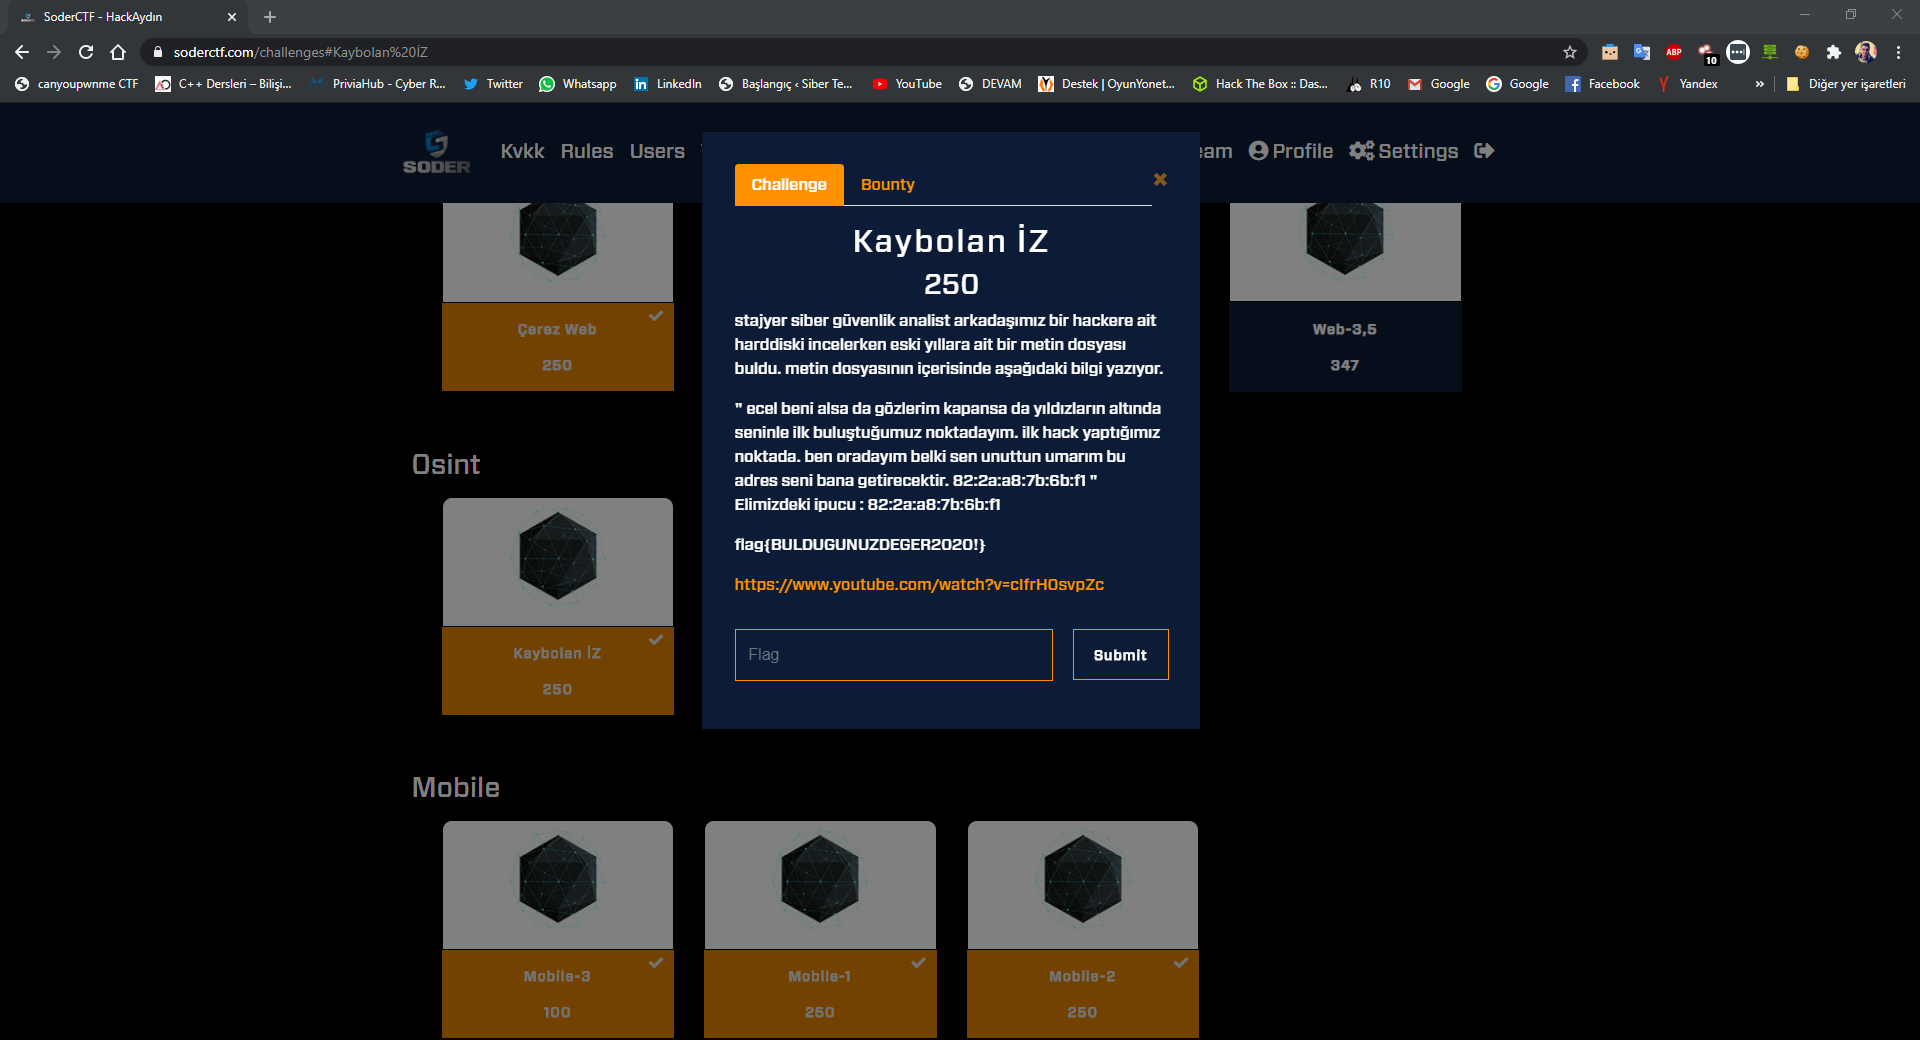 SoderCTF - HackAydın
soderctf.com/challenges#Kaybolan%20İZ
ABP
10
canyoupwnme CTF
C++ Dersleri – Bilişi...
PriviaHub - Cyber R...
Twitter
Whatsapp
LinkedIn
Başlangıç ‹ Siber Te...
YouTube
DEVAM
Destek | OyunYonet...
Hack The Box :: Das...
R10
Google
Google
Facebook
Yandex
»
Diğer yer işaretleri
SODER
Kvkk
Rules
Users
eam
Profile
Settings
Challenge
Bounty
Kaybolan İZ
250
stajyer siber güvenlik analist arkadaşımız bir hackere ait
harddiski incelerken eski yıllara ait bir metin dosyası
buldu. metin dosyasının içerisinde aşağıdaki bilgi yazıyor.
" ecel beni alsa da gözlerim kapansa da yıldızların altında
seninle ilk buluştuğumuz noktadayım. ilk hack yaptığımız
noktada. ben oradayım belki sen unuttun umarım bu
adres seni bana getirecektir. 82:2a:a8:7b:6b:f1 "
Elimizdeki ipucu : 82:2a:a8:7b:6b:f1
flag{BULDUGUNUZDEGER2020!}
https://www.youtube.com/watch?v=cIfrH0svpZc
Flag
Submit
Çerez Web
250
Web-3,5
347
Osint
Kaybolan İZ
250
Mobile
Mobile-3
100
Mobile-1
250
Mobile-2
250